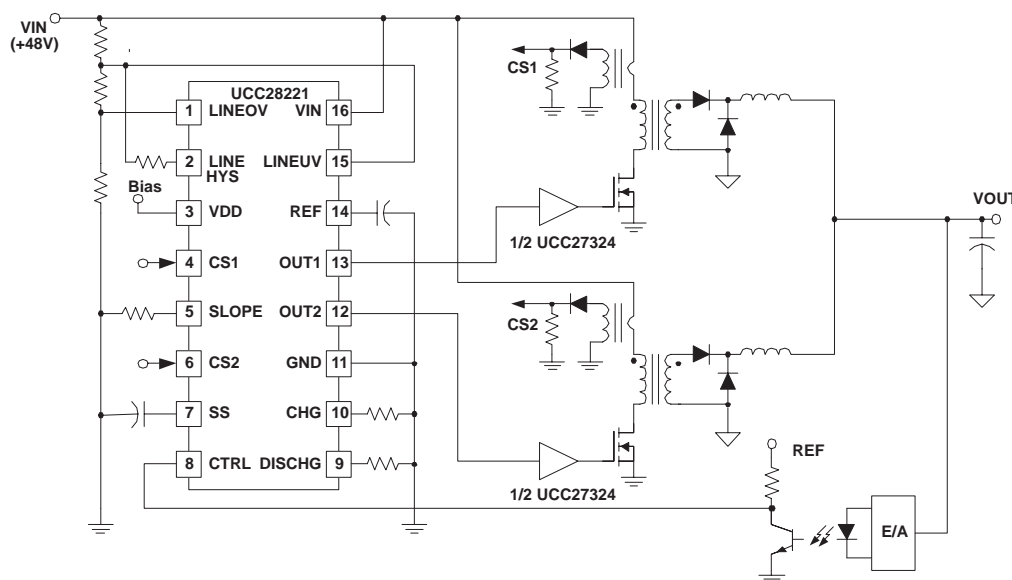 VIN
(+48V)
UCC28221
1 LINEOV VIN 16
2 LINE HYS LINEUV 15
Bias
3 VDD REF 14
4 CS1 OUT1 13
5 SLOPE OUT2 12
6 CS2 GND 11
7 SS CHG 10
8 CTRL DISCHG 9
CS1
1/2 UCC27324
VOUT
CS2
1/2 UCC27324
REF
E/A